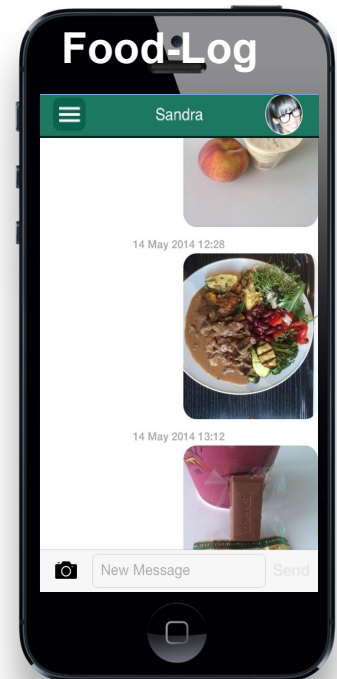 Food-Log
Sandra
14 May 2014 12:28
14 May 2014 13:12
New Message
Send